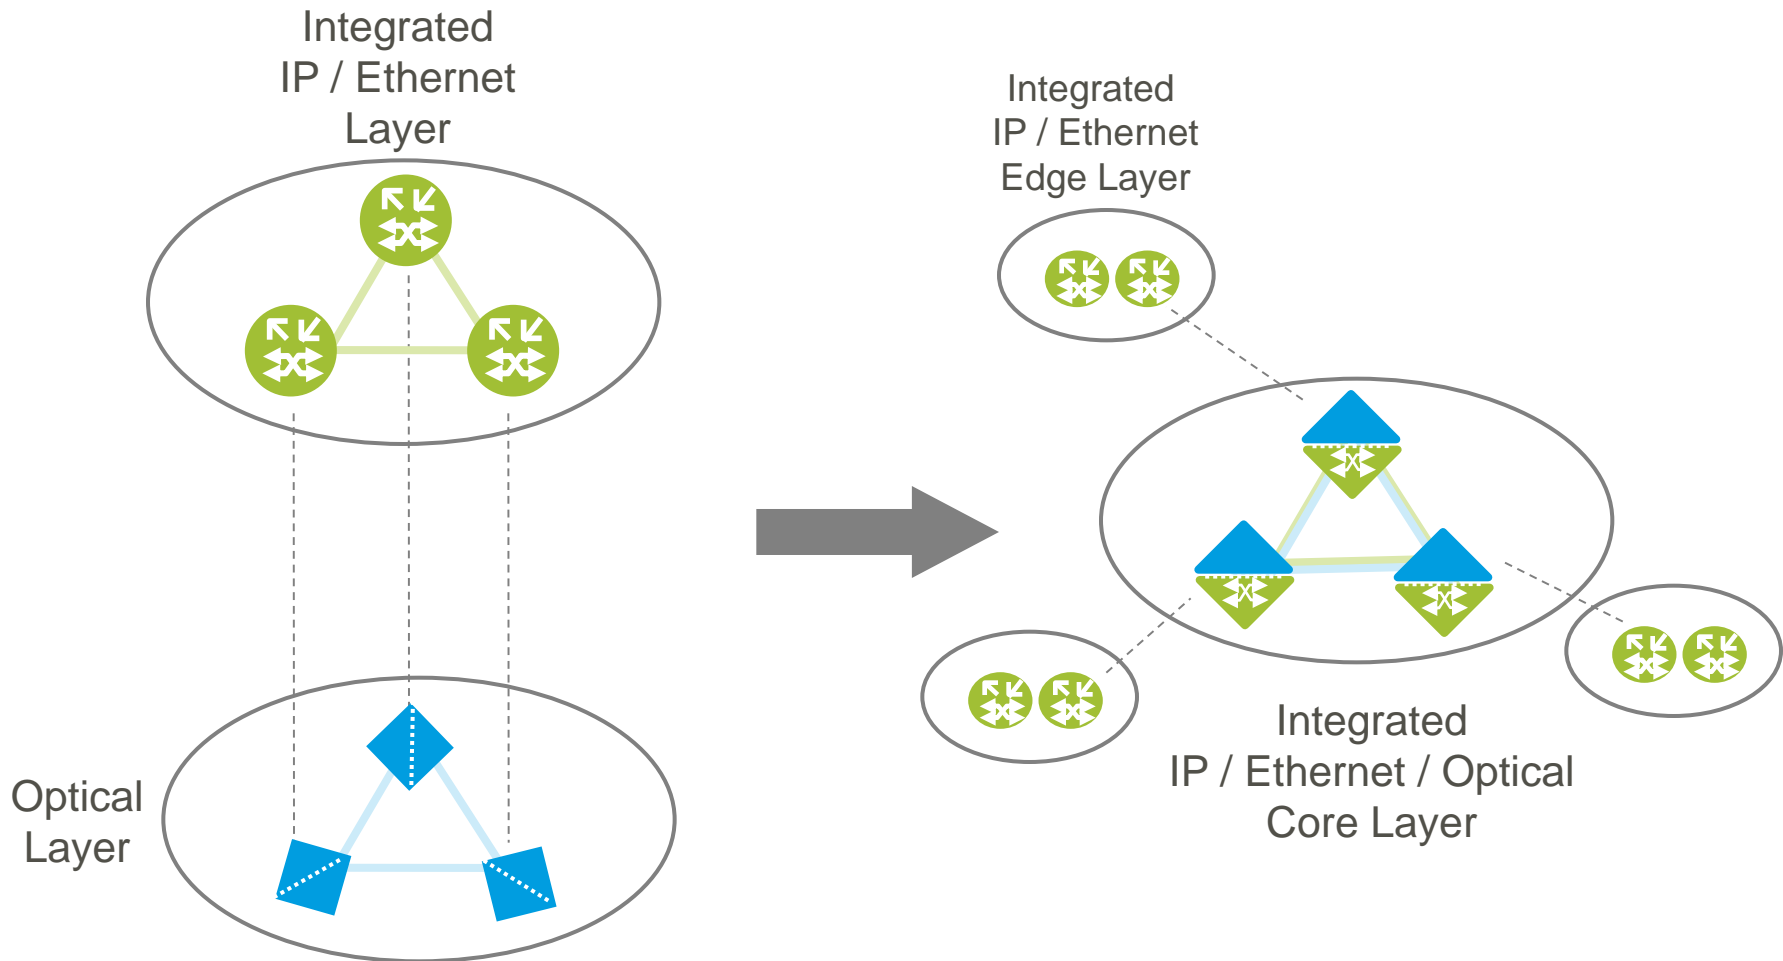 Integrated
IP / Ethernet
Layer
Optical
Layer
Integrated
IP / Ethernet
Edge Layer
Integrated
IP / Ethernet / Optical
Core Layer